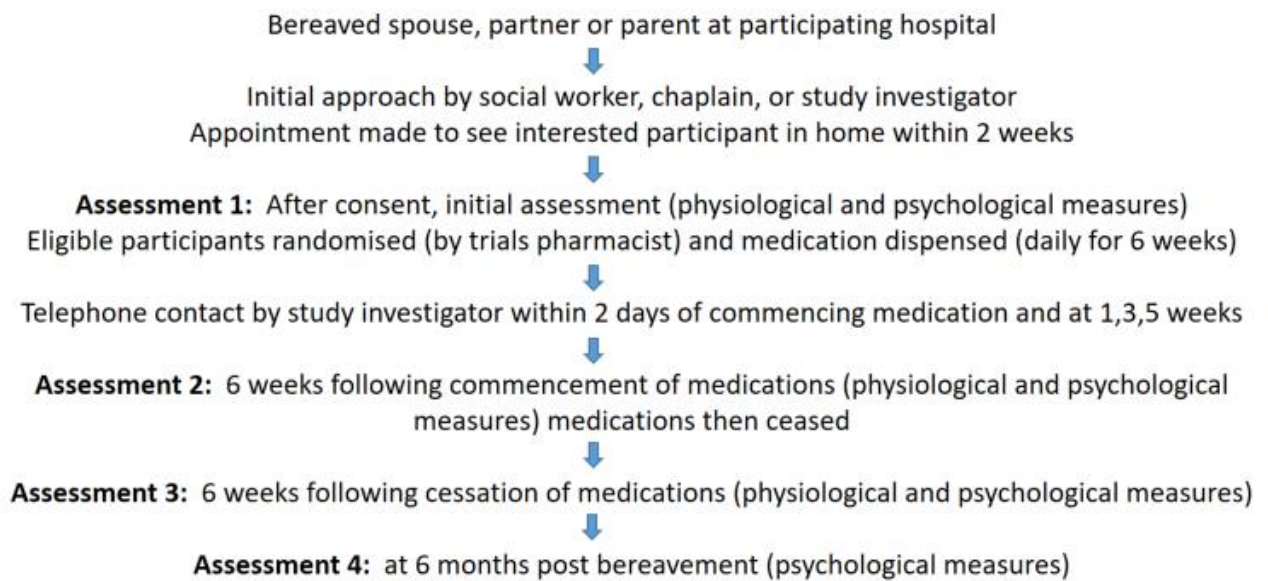 Bereaved spouse, partner or parent at participating hospital
Initial approach by social worker, chaplain, or study investigator
Appointment made to see interested participant in home within 2 weeks
Assessment 1: After consent, initial assessment (physiological and psychological measures)
Eligible participants randomised (by trials pharmacist) and medication dispensed (daily for 6 weeks)
Telephone contact by study investigator within 2 days of commencing medication and at 1,3,5 weeks
Assessment 2: 6 weeks following commencement of medications (physiological and psychological
measures) medications then ceased
Assessment 3: 6 weeks following cessation of medications (physiological and psychological measures)
Assessment 4: at 6 months post bereavement (psychological measures)